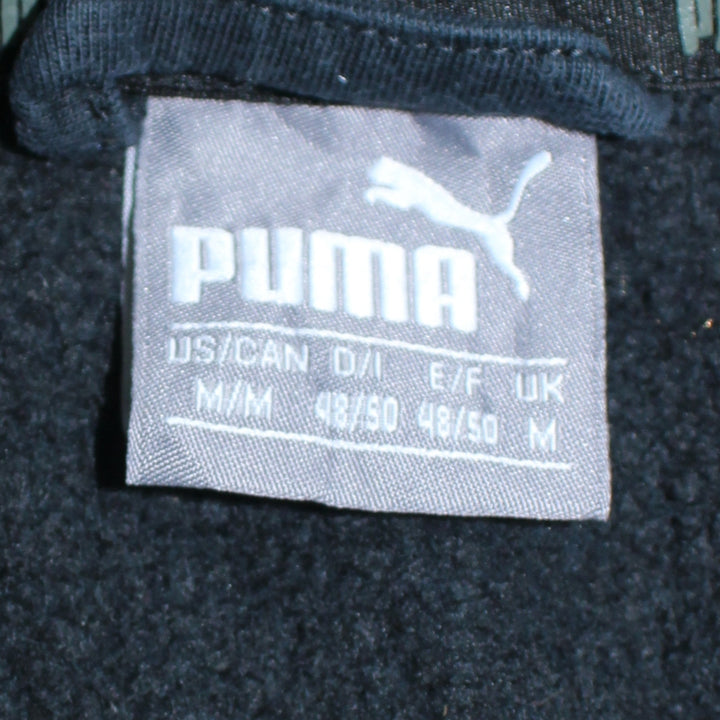 PUMA
US/CAN D/I E/F UK
M/M 48/50 48/50 M